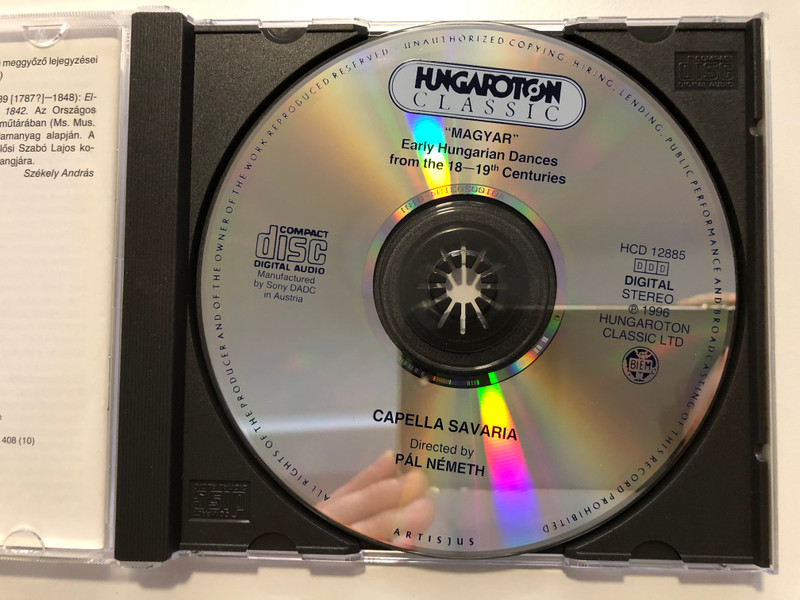 meggyőző lejegyzései
)
89 [1787?]—1848): El-
1842. Az Országos
műtárában (Ms. Mus.
amanyag alapján. A
lősi Szabó Lajos ko-
angjára.
Székely András
408 (10)
ALL RIGHTS OF THE PRODUCER AND OF THE OWNER OF THE WORK REPRODUCED RESERVED · UNAUTHORIZED COPYING, HIRING, LENDING, PUBLIC PERFORMANCE AND BROADCASTING OF THIS RECORD PROHIBITED
HUNGAROTON
CLASSIC
"MAGYAR"
Early Hungarian Dances
from the 18—19th Centuries
COMPACT
disc
DIGITAL AUDIO
Manufactured
by Sony DADC
in Austria
HCD 12885
DDD
DIGITAL
STEREO
℗ 1996
HUNGAROTON
CLASSIC LTD
BIEM
CAPELLA SAVARIA
Directed by
PÁL NÉMETH
ARTISJUS
COMPACT
disc
DIGITAL AUDIO